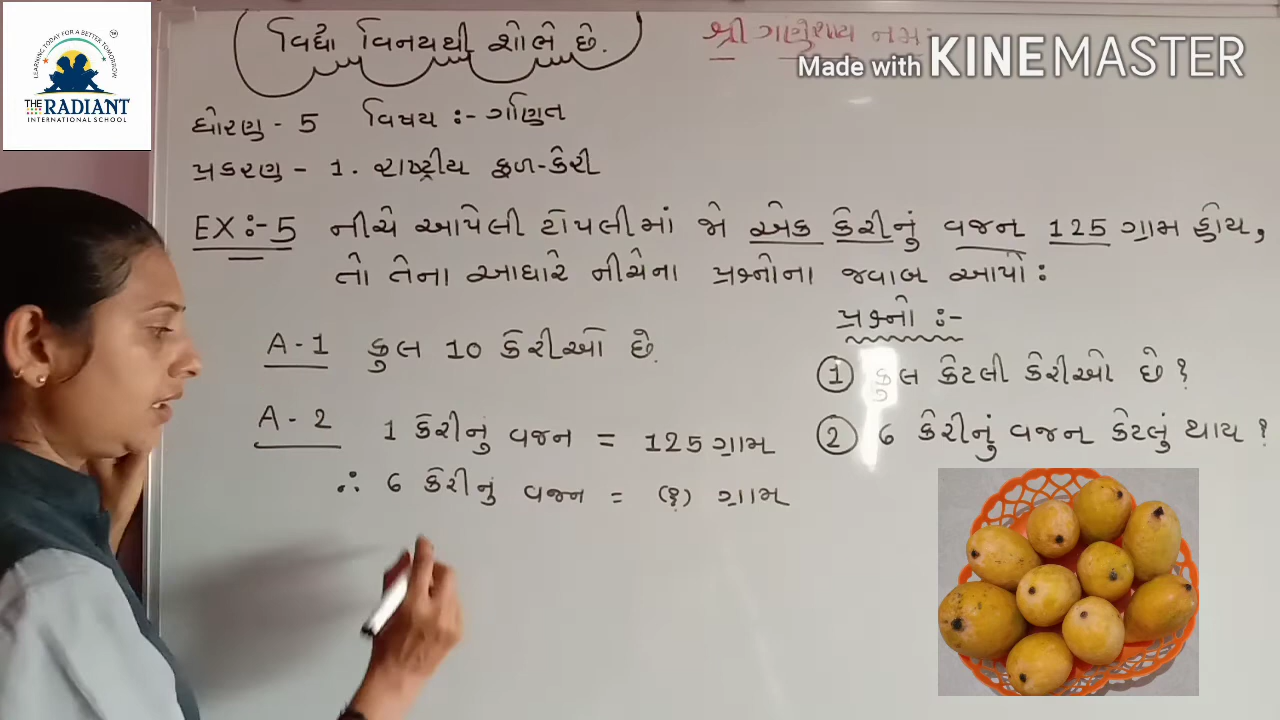 LEARNING TODAY FOR A BETTER TOMORROW
THE RADIANT
INTERNATIONAL SCHOOL
વિદ્યા વિનયથી શોભે છે.
શ્રી ગણેશાય નમઃ
Made with KINEMASTER
ધોરણ - 5 વિષય :- ગણિત
પ્રકરણ - 1. રાષ્ટ્રીય ફળ-કેરી
EX :- 5 નીચે આપેલી ટોપલીમાં જો એક કેરીનું વજન 125 ગ્રામ હોય,
તો તેના આધારે નીચેના પ્રશ્નોના જવાબ આપો :
A - 1 કુલ 10 કેરીઓ છે.
A - 2 1 કેરીનું વજન = 125 ગ્રામ
∴ 6 કેરીનું વજન = (?) ગ્રામ
પ્રશ્નો :-
① કુલ કેટલી કેરીઓ છે ?
② 6 કેરીનું વજન કેટલું થાય ?